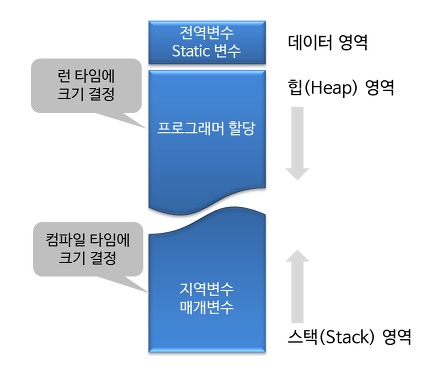 전역변수
Static 변수
데이터 영역
런 타임에
크기 결정
힙(Heap) 영역
프로그래머 할당
컴파일 타임에
크기 결정
지역변수
매개변수
스택(Stack) 영역